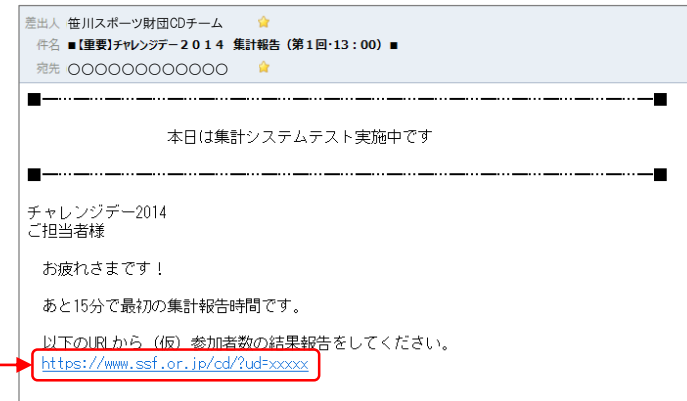 差出人 笹川スポーツ財団CDチーム
件名 ■【重要】チャレンジデー2014 集計報告（第1回・13：00）■
宛先 ○○○○○○○○○○○○
■―…―…―…―…―…―…―…―…―…―…―…―…―■
本日は集計システムテスト実施中です
■―…―…―…―…―…―…―…―…―…―…―…―…―■
チャレンジデー2014
ご担当者様
お疲れさまです！
あと15分で最初の集計報告時間です。
以下のURLから（仮）参加者数の結果報告をしてください。
https://www.ssf.or.jp/cd/?ud=xxxxx